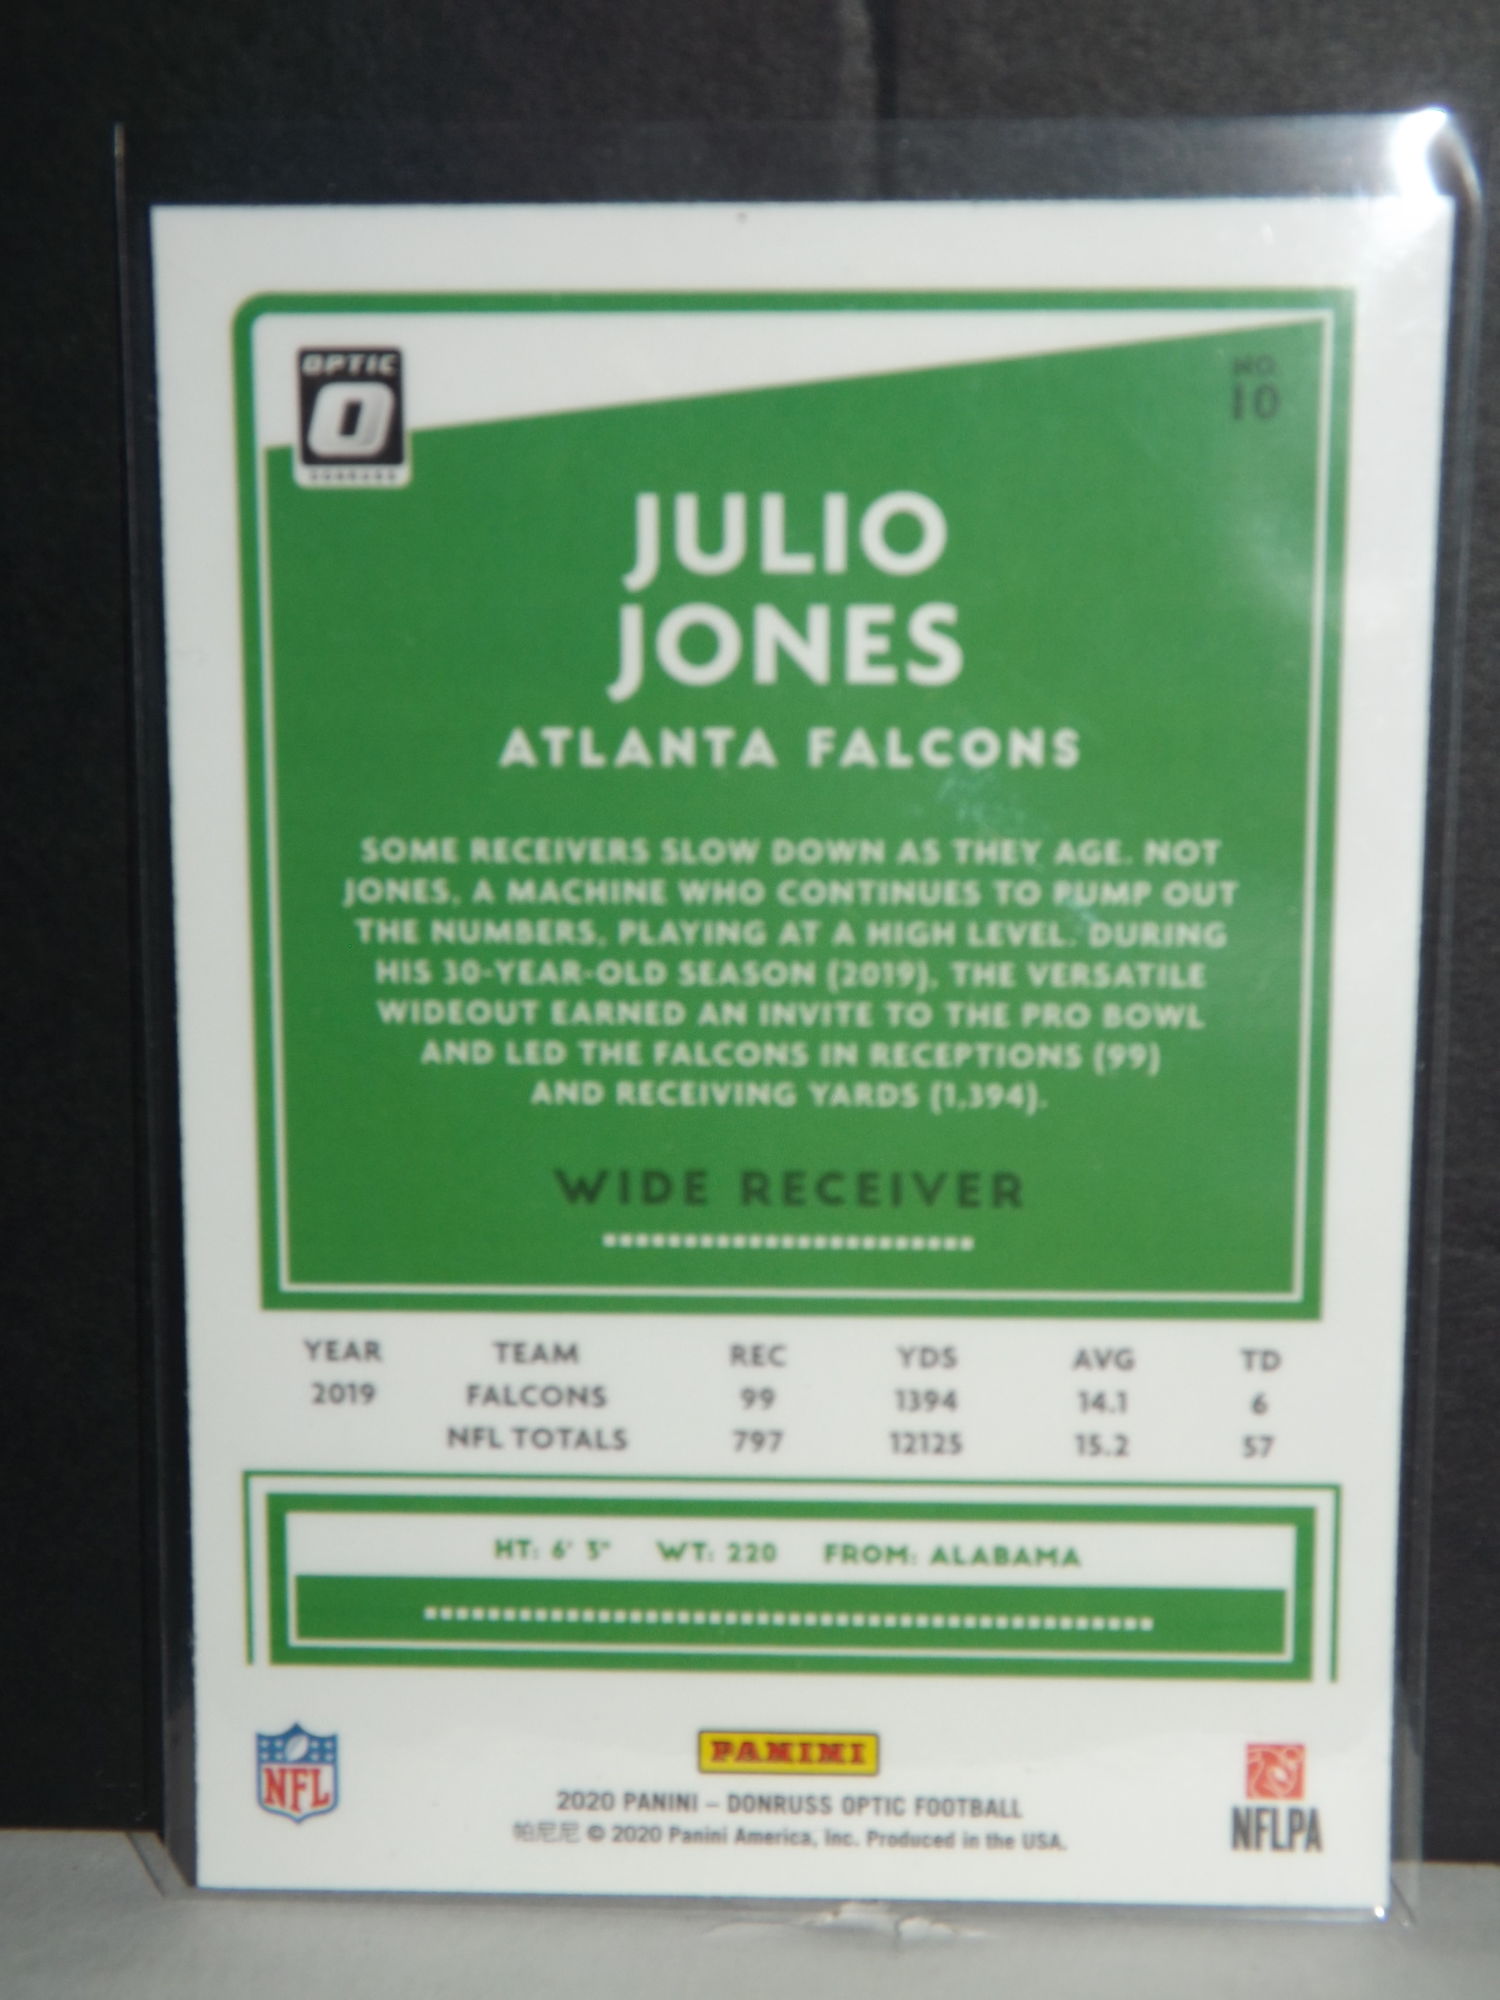 OPTIC
DONRUSS
NO.
10
JULIO
JONES
ATLANTA FALCONS
SOME RECEIVERS SLOW DOWN AS THEY AGE. NOT
JONES, A MACHINE WHO CONTINUES TO PUMP OUT
THE NUMBERS, PLAYING AT A HIGH LEVEL. DURING
HIS 30-YEAR-OLD SEASON (2019), THE VERSATILE
WIDEOUT EARNED AN INVITE TO THE PRO BOWL
AND LED THE FALCONS IN RECEPTIONS (99)
AND RECEIVING YARDS (1,394).
WIDE RECEIVER
YEAR TEAM REC YDS AVG TD
2019 FALCONS 99 1394 14.1 6
NFL TOTALS 797 12125 15.2 57
HT: 6' 3" WT: 220 FROM: ALABAMA
NFL
PANINI
2020 PANINI – DONRUSS OPTIC FOOTBALL
帕尼尼 © 2020 Panini America, Inc. Produced in the USA.
NFLPA